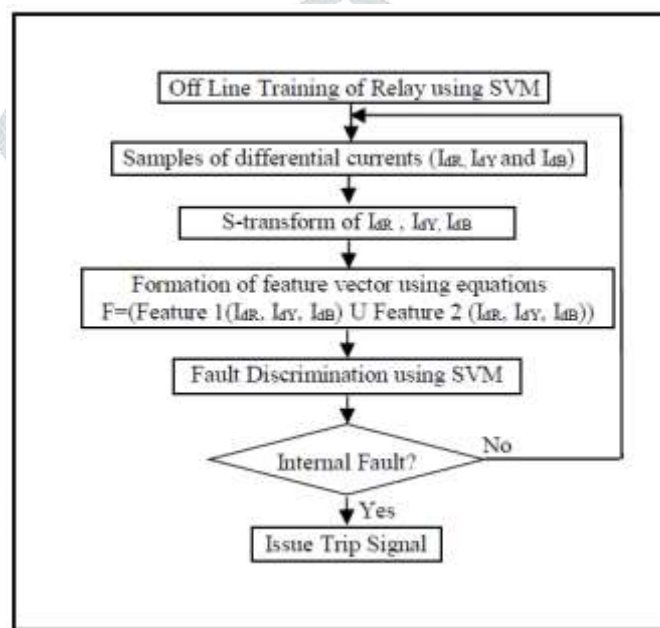 Off Line Training of Relay using SVM
Samples of differential currents (IdR, IdY and IdB)
S-transform of IdR , IdY, IdB
Formation of feature vector using equations
F=(Feature 1(IdR, IdY, IdB) U Feature 2 (IdR, IdY, IdB))
Fault Discrimination using SVM
Internal Fault?
No
Yes
Issue Trip Signal